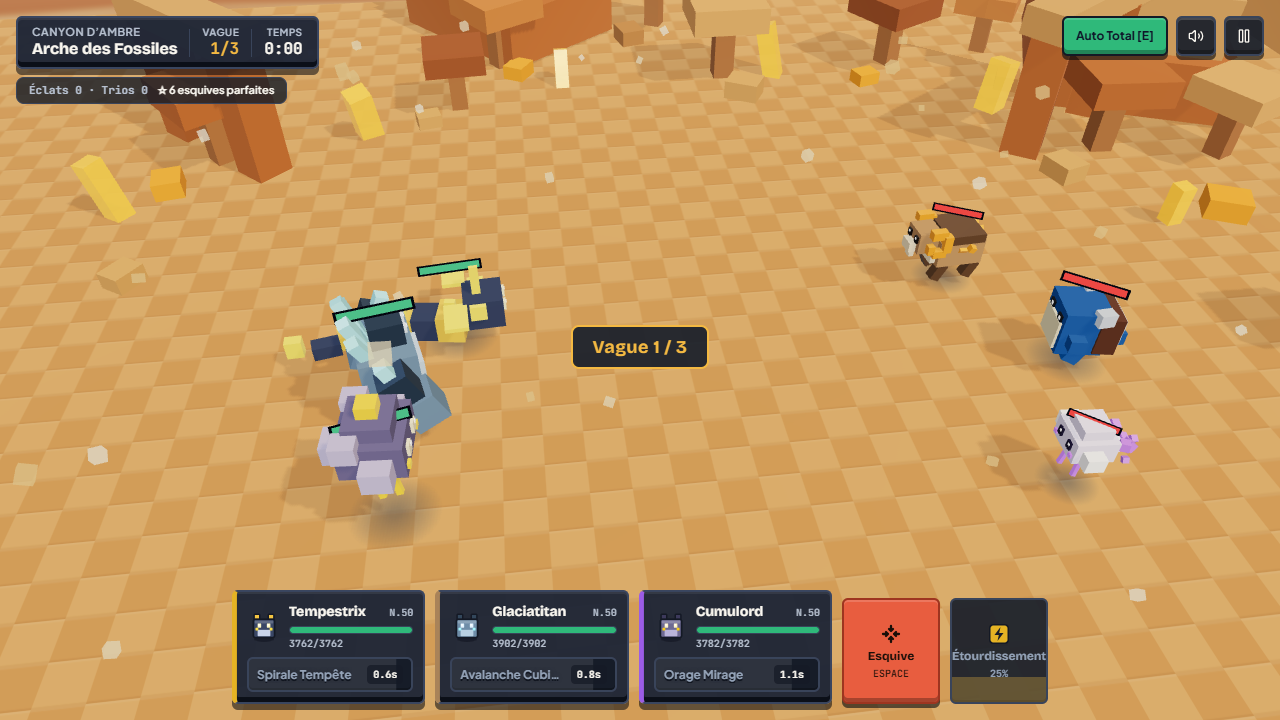 CANYON D'AMBRE
Arche des Fossiles
VAGUE
1/3
TEMPS
0:00
Éclats 0 · Trios 0 ★ 6 esquives parfaites
Auto Total [E]
Vague 1 / 3
Tempestrix N.50
3762/3762
Spirale Tempête 0.6s
Glaciatitan N.50
3902/3902
Avalanche Cubi... 0.8s
Cumulord N.50
3782/3782
Orage Mirage 1.1s
Esquive
ESPACE
Étourdissement
25%